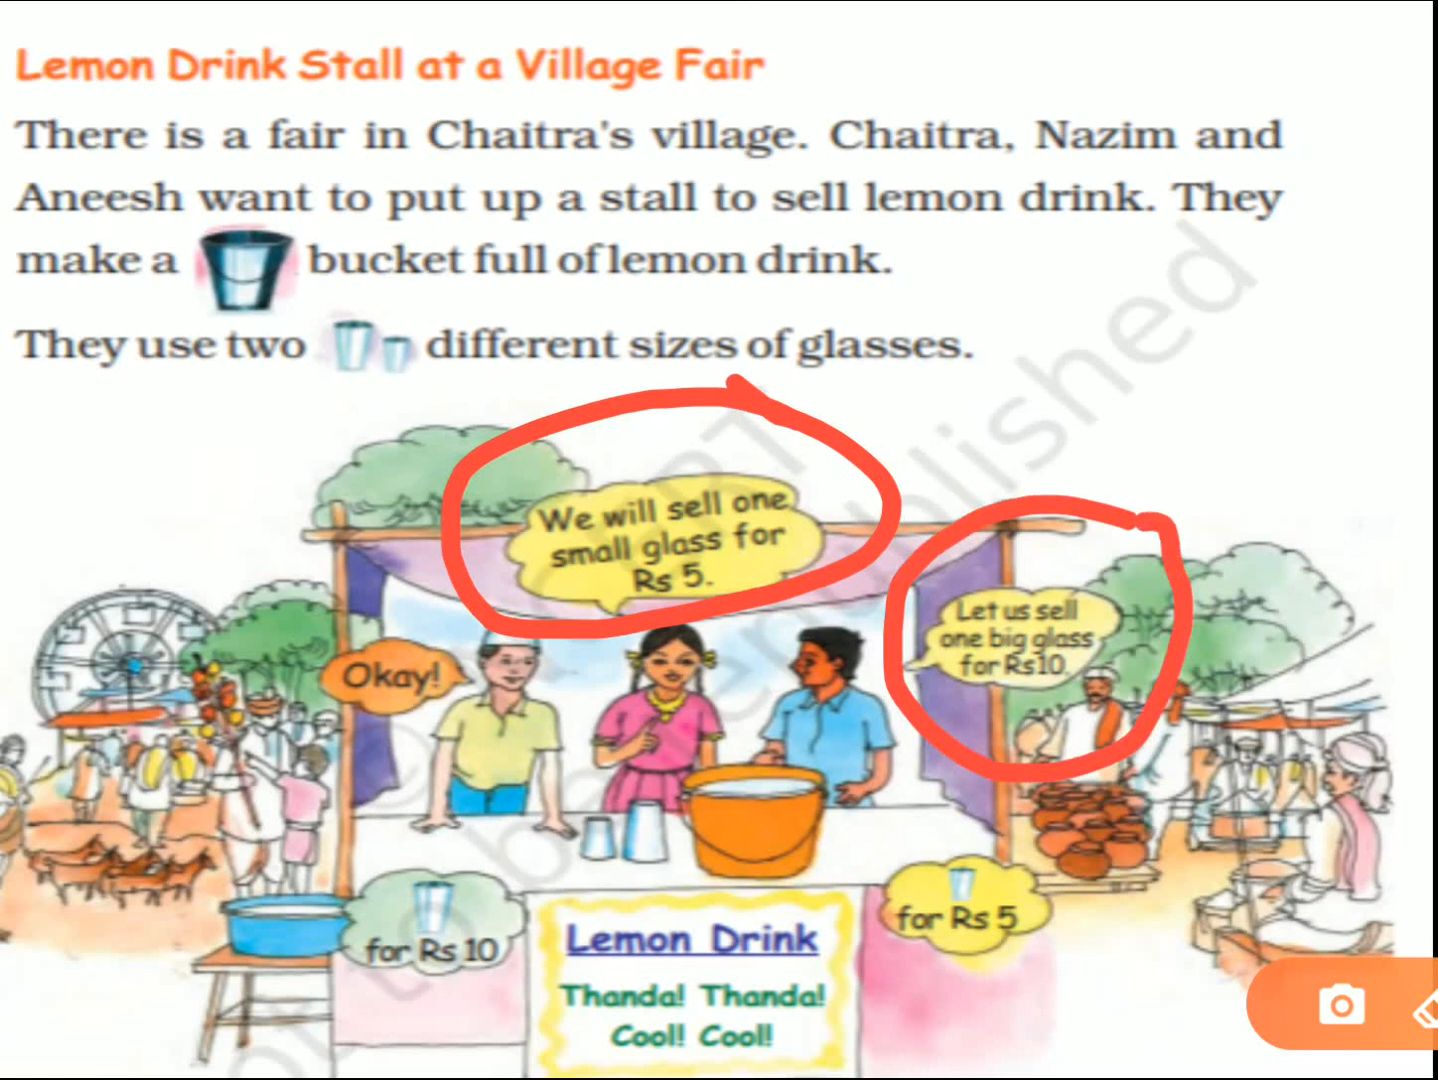 Lemon Drink Stall at a Village Fair
There is a fair in Chaitra's village. Chaitra, Nazim and
Aneesh want to put up a stall to sell lemon drink. They
make a bucket full of lemon drink.
They use two different sizes of glasses.
We will sell one
small glass for
Rs 5.
Let us sell
one big glass
for Rs10.
Okay!
for Rs 10
for Rs 5
Lemon Drink
Thanda! Thanda!
Cool! Cool!